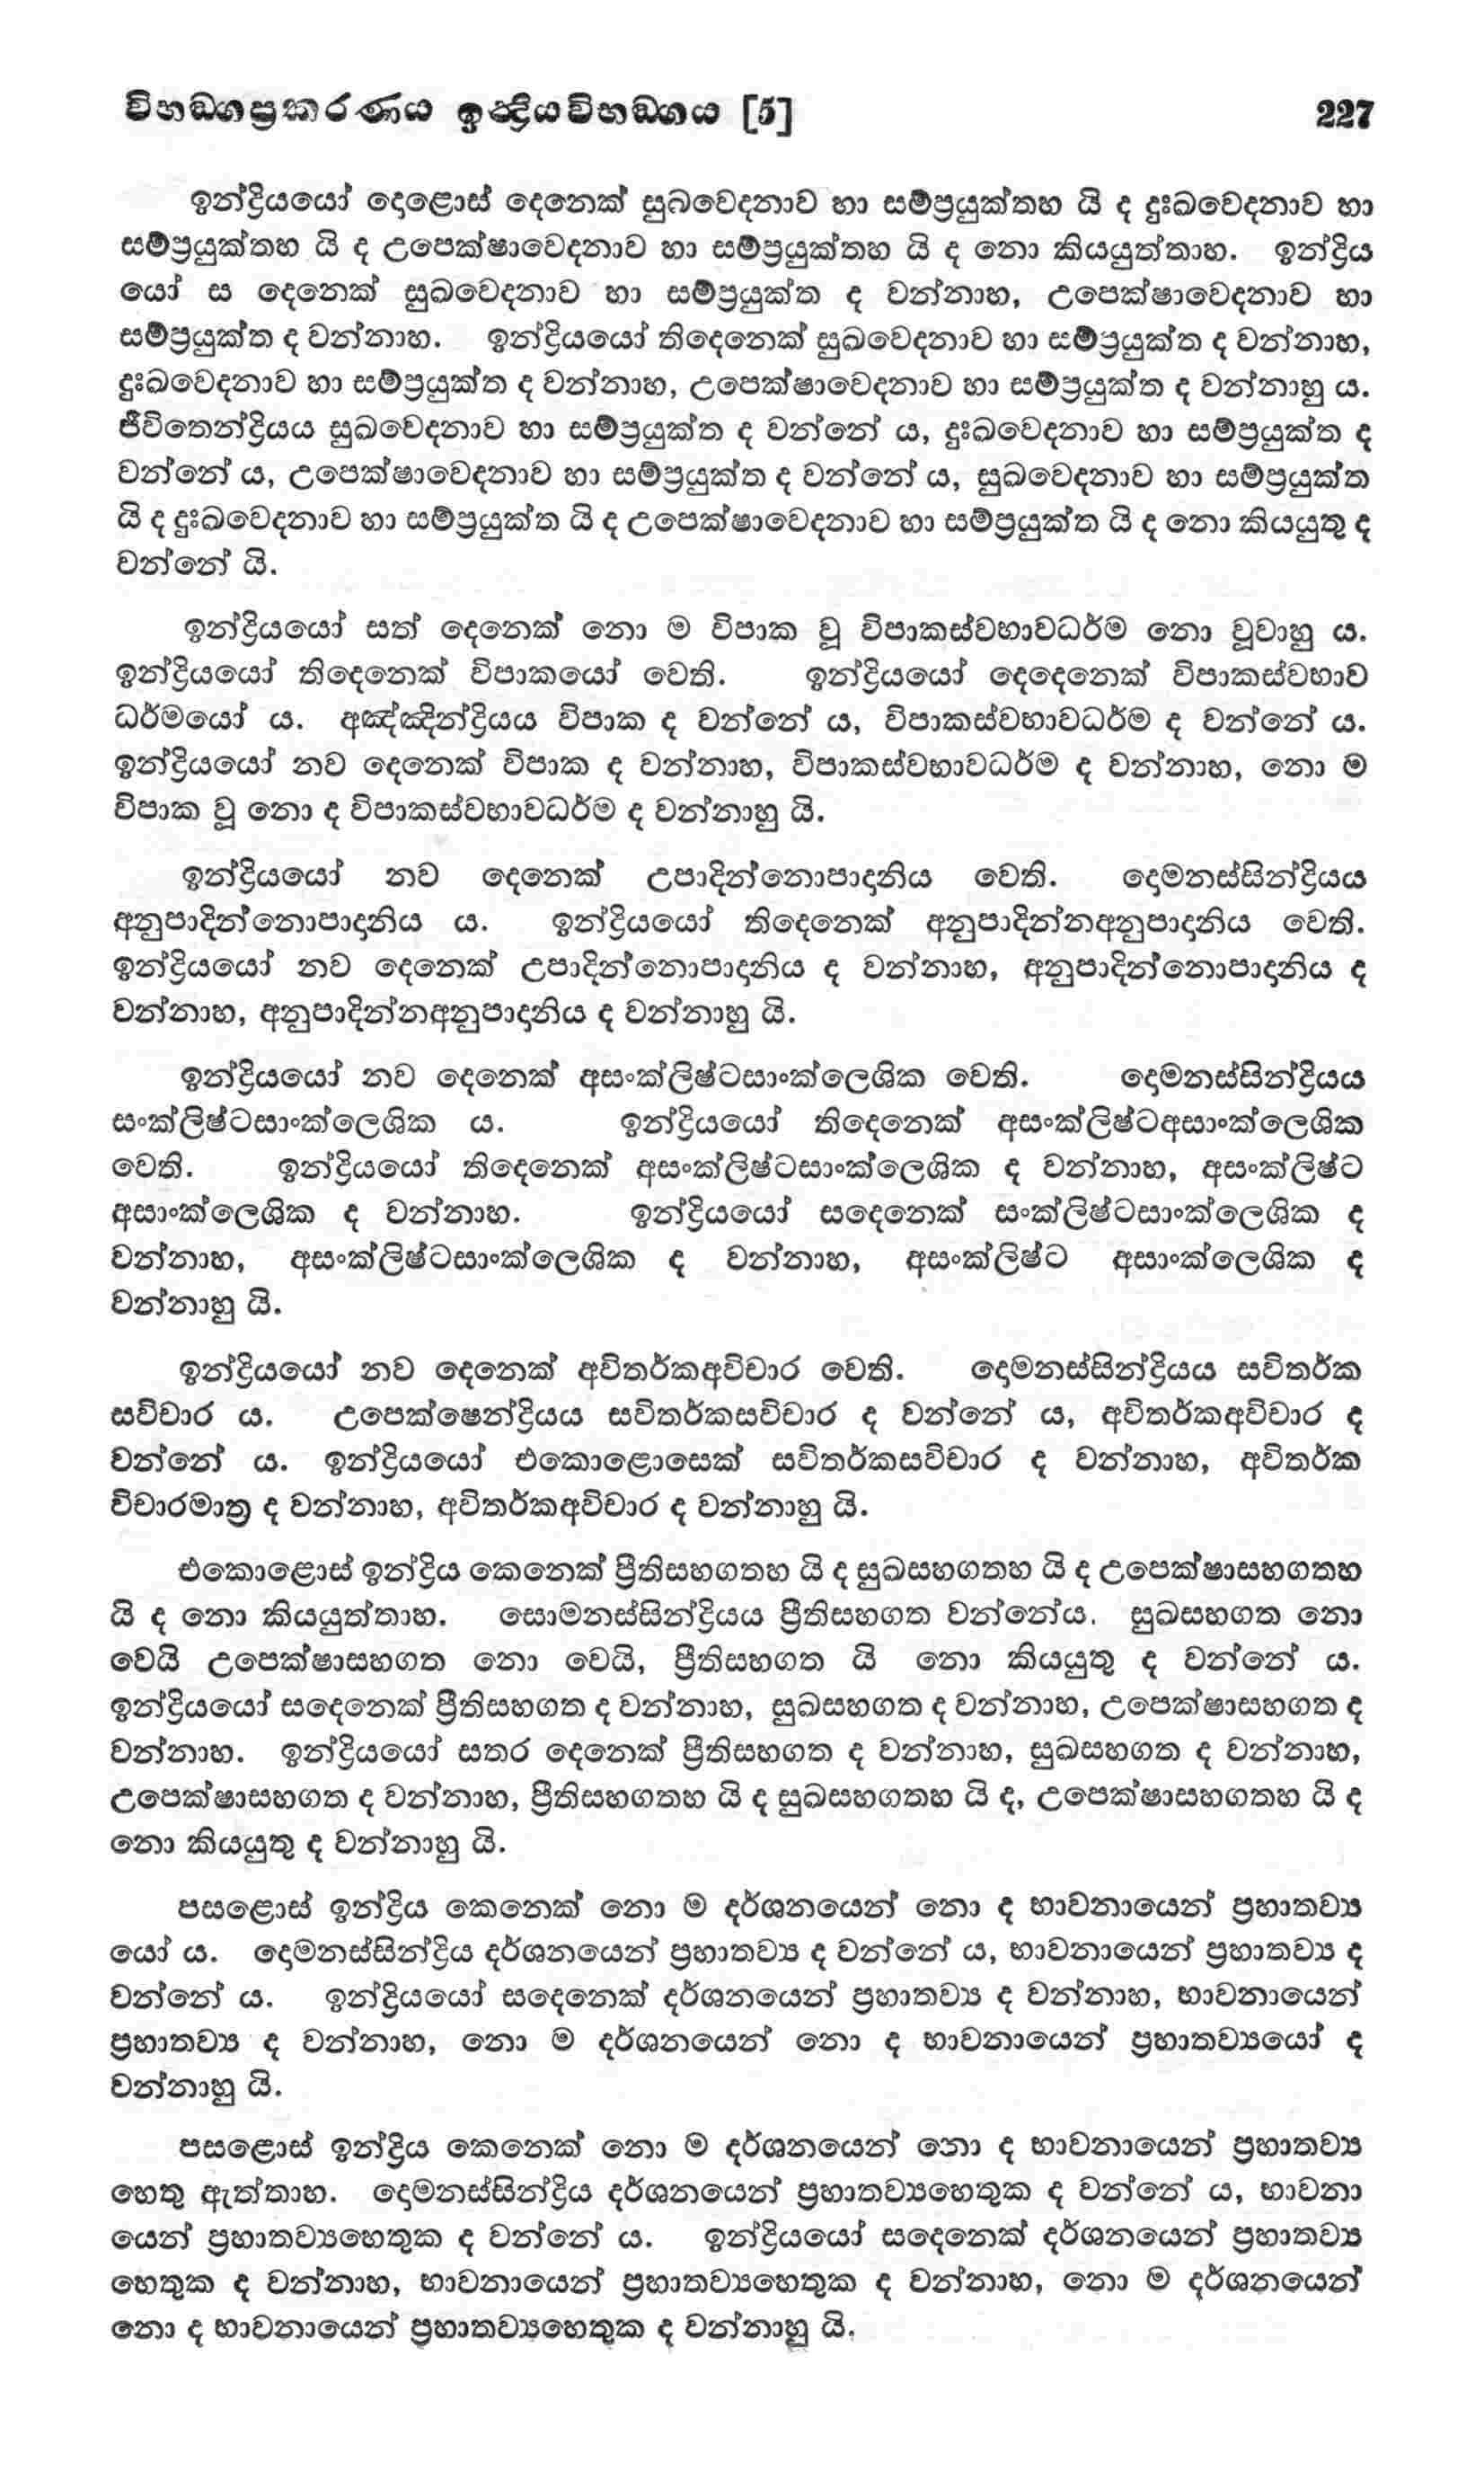 විභඞ්ගප්‍රකරණය ඉන්‍ද්‍රියවිභඞ්ගය [5] 227
ඉන්ද්‍රියයෝ දොළොස් දෙනෙක් සුඛවෙදනාව හා සම්ප්‍රයුක්තහ යි ද දුඃඛවෙදනාව හා
සම්ප්‍රයුක්තහ යි ද උපෙක්ෂාවෙදනාව හා සම්ප්‍රයුක්තහ යි ද නො කියයුත්තාහ. ඉන්ද්‍රිය
යෝ ස දෙනෙක් සුඛවෙදනාව හා සම්ප්‍රයුක්ත ද වන්නාහ, උපෙක්ෂාවෙදනාව හා
සම්ප්‍රයුක්ත ද වන්නාහ. ඉන්ද්‍රියයෝ තිදෙනෙක් සුඛවෙදනාව හා සම්ප්‍රයුක්ත ද වන්නාහ,
දුඃඛවෙදනාව හා සම්ප්‍රයුක්ත ද වන්නාහ, උපෙක්ෂාවෙදනාව හා සම්ප්‍රයුක්ත ද වන්නාහු ය.
ජීවිතෙන්ද්‍රියය සුඛවෙදනාව හා සම්ප්‍රයුක්ත ද වන්නේ ය, දුඃඛවෙදනාව හා සම්ප්‍රයුක්ත ද
වන්නේ ය, උපෙක්ෂාවෙදනාව හා සම්ප්‍රයුක්ත ද වන්නේ ය, සුඛවෙදනාව හා සම්ප්‍රයුක්ත
යි ද දුඃඛවෙදනාව හා සම්ප්‍රයුක්ත යි ද උපෙක්ෂාවෙදනාව හා සම්ප්‍රයුක්ත යි ද නො කියයුතු ද
වන්නේ යි.
ඉන්ද්‍රියයෝ සත් දෙනෙක් නො ම විපාක වූ විපාකස්වභාවධර්ම නො වූවාහු ය.
ඉන්ද්‍රියයෝ තිදෙනෙක් විපාකයෝ වෙති. ඉන්ද්‍රියයෝ දෙදෙනෙක් විපාකස්වභාව
ධර්මයෝ ය. අඤ්ඤින්ද්‍රියය විපාක ද වන්නේ ය, විපාකස්වභාවධර්ම ද වන්නේ ය.
ඉන්ද්‍රියයෝ නව දෙනෙක් විපාක ද වන්නාහ, විපාකස්වභාවධර්ම ද වන්නාහ, නො ම
විපාක වූ නො ද විපාකස්වභාවධර්ම ද වන්නාහු යි.
ඉන්ද්‍රියයෝ නව දෙනෙක් උපාදින්නොපාදානිය වෙති. දොමනස්සින්ද්‍රියය
අනුපාදින්නොපාදානිය ය. ඉන්ද්‍රියයෝ තිදෙනෙක් අනුපාදින්නඅනුපාදානිය වෙති.
ඉන්ද්‍රියයෝ නව දෙනෙක් උපාදින්නොපාදානිය ද වන්නාහ, අනුපාදින්නොපාදානිය ද
වන්නාහ, අනුපාදින්නඅනුපාදානිය ද වන්නාහු යි.
ඉන්ද්‍රියයෝ නව දෙනෙක් අසංක්ලිෂ්ටසාංක්ලෙශික වෙති. දොමනස්සින්ද්‍රියය
සංක්ලිෂ්ටසාංක්ලෙශික ය. ඉන්ද්‍රියයෝ තිදෙනෙක් අසංක්ලිෂ්ටඅසාංක්ලෙශික
වෙති. ඉන්ද්‍රියයෝ තිදෙනෙක් අසංක්ලිෂ්ටසාංක්ලෙශික ද වන්නාහ, අසංක්ලිෂ්ට
අසාංක්ලෙශික ද වන්නාහ. ඉන්ද්‍රියයෝ සදෙනෙක් සංක්ලිෂ්ටසාංක්ලෙශික ද
වන්නාහ, අසංක්ලිෂ්ටසාංක්ලෙශික ද වන්නාහ, අසංක්ලිෂ්ට අසාංක්ලෙශික ද
වන්නාහු යි.
ඉන්ද්‍රියයෝ නව දෙනෙක් අවිතර්කඅවිචාර වෙති. දොමනස්සින්ද්‍රියය සවිතර්ක
සවිචාර ය. උපෙක්ෂෙන්ද්‍රියය සවිතර්කසවිචාර ද වන්නේ ය, අවිතර්කඅවිචාර ද
වන්නේ ය. ඉන්ද්‍රියයෝ එකොළොසෙක් සවිතර්කසවිචාර ද වන්නාහ, අවිතර්ක
විචාරමාත්‍ර ද වන්නාහ, අවිතර්කඅවිචාර ද වන්නාහු යි.
එකොළොස් ඉන්ද්‍රිය කෙනෙක් ප්‍රීතිසහගතහ යි ද සුඛසහගතහ යි ද උපෙක්ෂාසහගතහ
යි ද නො කියයුත්තාහ. සොමනස්සින්ද්‍රියය ප්‍රීතිසහගත වන්නේය. සුඛසහගත නො
වෙයි උපෙක්ෂාසහගත නො වෙයි, ප්‍රීතිසහගත යි නො කියයුතු ද වන්නේ ය.
ඉන්ද්‍රියයෝ සදෙනෙක් ප්‍රීතිසහගත ද වන්නාහ, සුඛසහගත ද වන්නාහ, උපෙක්ෂාසහගත ද
වන්නාහ. ඉන්ද්‍රියයෝ සතර දෙනෙක් ප්‍රීතිසහගත ද වන්නාහ, සුඛසහගත ද වන්නාහ,
උපෙක්ෂාසහගත ද වන්නාහ, ප්‍රීතිසහගතහ යි ද සුඛසහගතහ යි ද, උපෙක්ෂාසහගතහ යි ද
නො කියයුතු ද වන්නාහු යි.
පසළොස් ඉන්ද්‍රිය කෙනෙක් නො ම දර්ශනයෙන් නො ද භාවනායෙන් ප්‍රහාතව්‍ය
යෝ ය. දොමනස්සින්ද්‍රිය දර්ශනයෙන් ප්‍රහාතව්‍ය ද වන්නේ ය, භාවනායෙන් ප්‍රහාතව්‍ය ද
වන්නේ ය. ඉන්ද්‍රියයෝ සදෙනෙක් දර්ශනයෙන් ප්‍රහාතව්‍ය ද වන්නාහ, භාවනායෙන්
ප්‍රහාතව්‍ය ද වන්නාහ, නො ම දර්ශනයෙන් නො ද භාවනායෙන් ප්‍රහාතව්‍යයෝ ද
වන්නාහු යි.
පසළොස් ඉන්ද්‍රිය කෙනෙක් නො ම දර්ශනයෙන් නො ද භාවනායෙන් ප්‍රහාතව්‍ය
හෙතු ඇත්තාහ. දොමනස්සින්ද්‍රිය දර්ශනයෙන් ප්‍රහාතව්‍යහෙතුක ද වන්නේ ය, භාවනා
යෙන් ප්‍රහාතව්‍යහෙතුක ද වන්නේ ය. ඉන්ද්‍රියයෝ සදෙනෙක් දර්ශනයෙන් ප්‍රහාතව්‍ය
හෙතුක ද වන්නාහ, භාවනායෙන් ප්‍රහාතව්‍යහෙතුක ද වන්නාහ, නො ම දර්ශනයෙන්
නො ද භාවනායෙන් ප්‍රහාතව්‍යහෙතුක ද වන්නාහු යි.